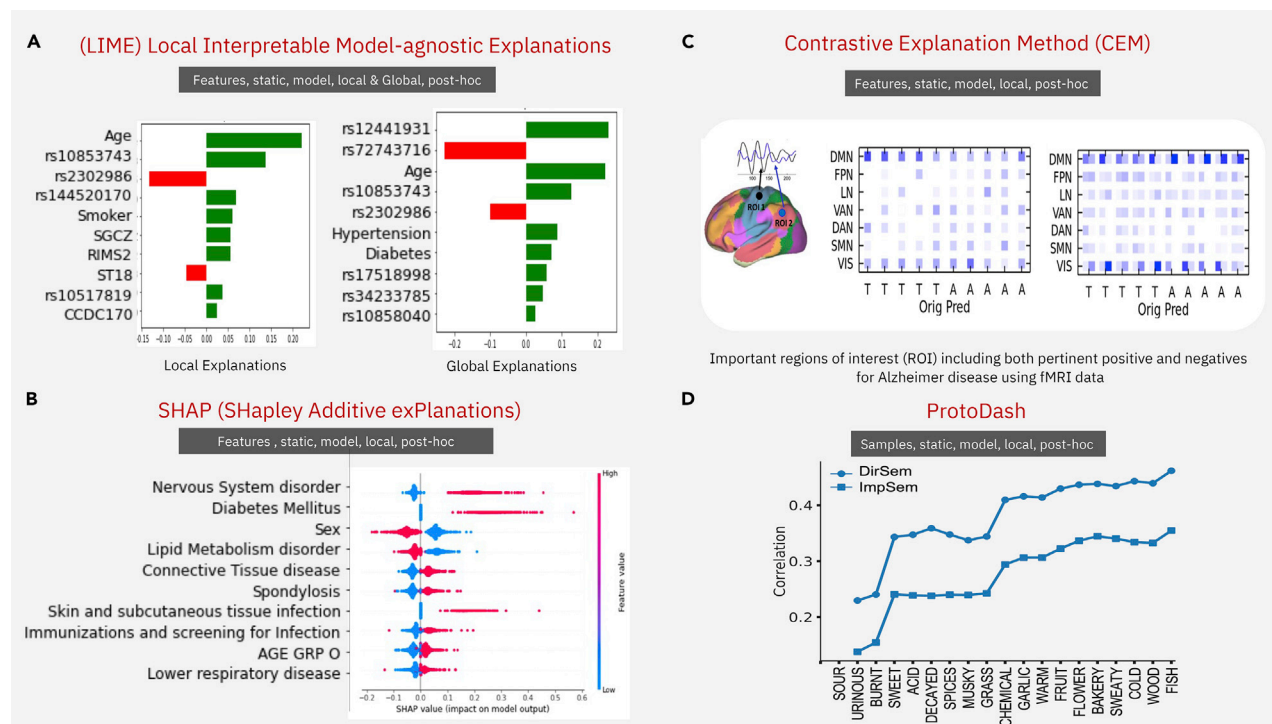 A
(LIME) Local Interpretable Model-agnostic Explanations
Features, static, model, local & Global, post-hoc
Age
rs10853743
rs2302986
rs144520170
Smoker
SGCZ
RIMS2
ST18
rs10517819
CCDC170
-0.15 -0.10 -0.05 0.00 0.05 0.10 0.15 0.20
Local Explanations
rs12441931
rs72743716
Age
rs10853743
rs2302986
Hypertension
Diabetes
rs17518998
rs34233785
rs10858040
-0.2 -0.1 0.0 0.1 0.2
Global Explanations
B
SHAP (SHapley Additive exPlanations)
Features , static, model, local, post-hoc
Nervous System disorder
Diabetes Mellitus
Sex
Lipid Metabolism disorder
Connective Tissue disease
Spondylosis
Skin and subcutaneous tissue infection
Immunizations and screening for Infection
AGE GRP O
Lower respiratory disease
-0.2 -0.1 0.0 0.1 0.2 0.3 0.4 0.5 0.6
SHAP value (impact on model output)
High
Feature value
Low
C
Contrastive Explanation Method (CEM)
Features, static, model, local, post-hoc
100 150 200
ROI 1
ROI 2
DMN
FPN
LN
VAN
DAN
SMN
VIS
T T T T T A A A A A
Orig Pred
DMN
FPN
LN
VAN
DAN
SMN
VIS
T T T T T A A A A A
Orig Pred
Important regions of interest (ROI) including both pertinent positive and negatives
for Alzheimer disease using fMRI data
D
ProtoDash
Samples, static, model, local, post-hoc
DirSem
ImpSem
Correlation
0.4
0.2
SOUR
URINOUS
BURNT
SWEET
ACID
DECAYED
SPICES
MUSKY
GRASS
CHEMICAL
GARLIC
WARM
FRUIT
FLOWER
BAKERY
SWEATY
COLD
WOOD
FISH